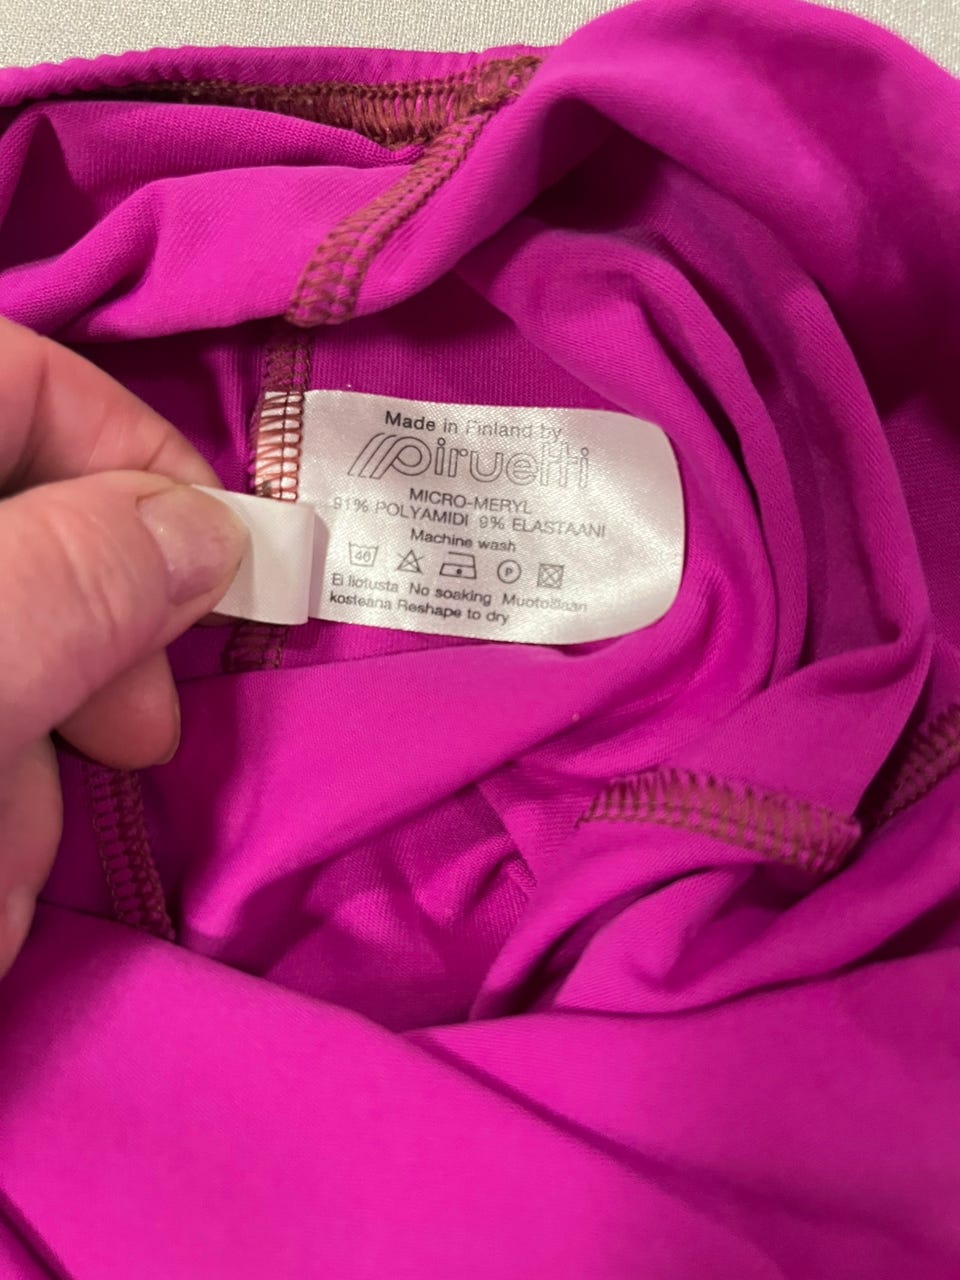 Made in Finland by
Piruetti
MICRO-MERYL
91% POLYAMIDI 9% ELASTAANI
Machine wash
40 P
Ei liotusta No soaking Muotoillaan
kosteana Reshape to dry